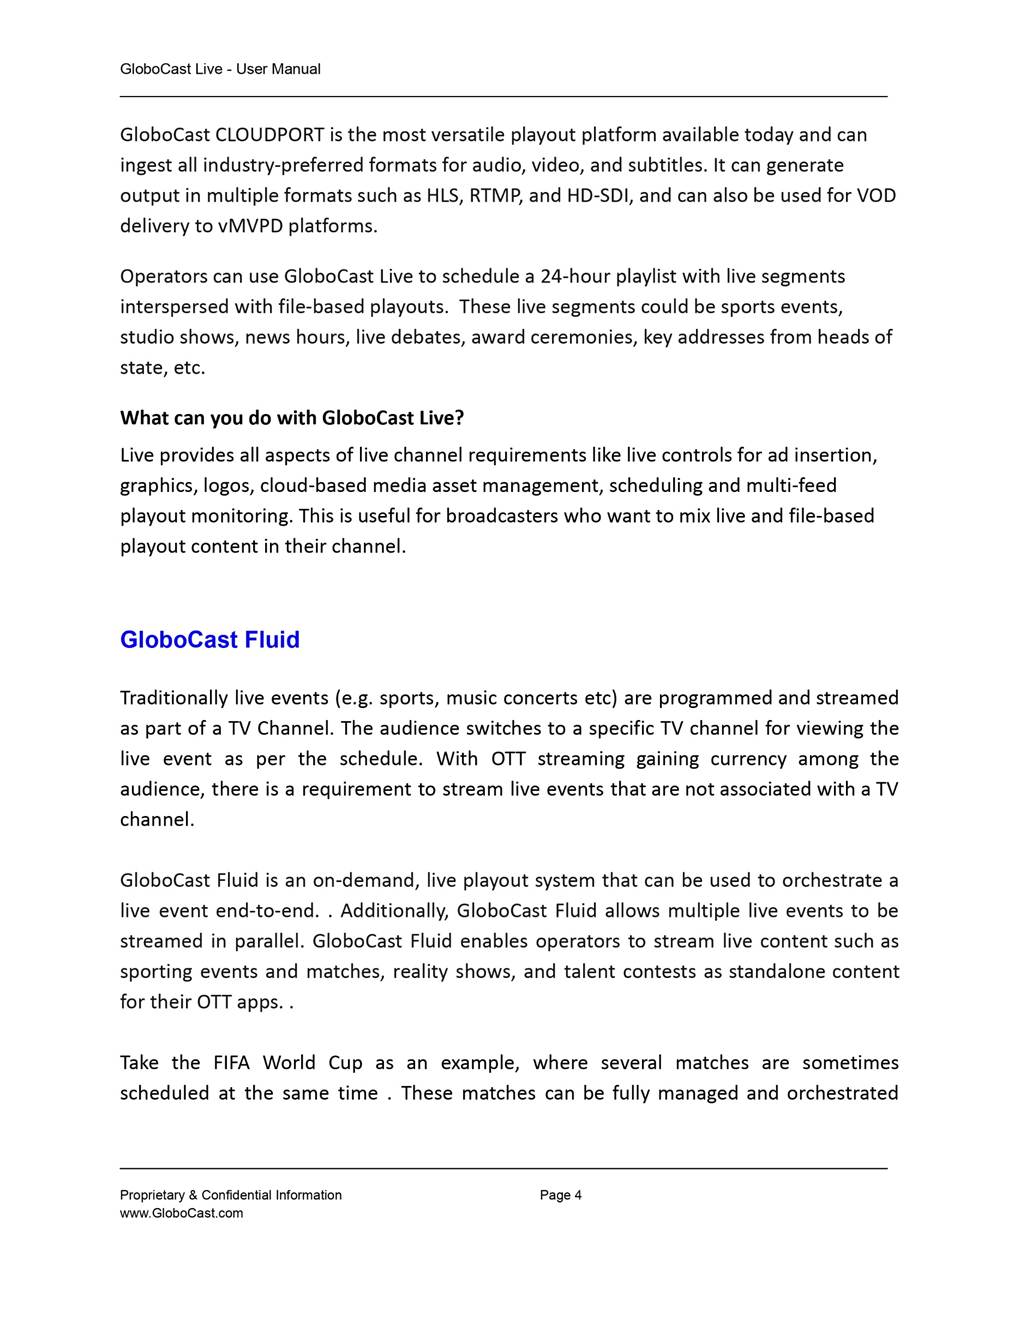 GloboCast Live - User Manual
GloboCast CLOUDPORT is the most versatile playout platform available today and can
ingest all industry-preferred formats for audio, video, and subtitles. It can generate
output in multiple formats such as HLS, RTMP, and HD-SDI, and can also be used for VOD
delivery to vMVPD platforms.
Operators can use GloboCast Live to schedule a 24-hour playlist with live segments
interspersed with file-based playouts.  These live segments could be sports events,
studio shows, news hours, live debates, award ceremonies, key addresses from heads of
state, etc.
What can you do with GloboCast Live?
Live provides all aspects of live channel requirements like live controls for ad insertion,
graphics, logos, cloud-based media asset management, scheduling and multi-feed
playout monitoring. This is useful for broadcasters who want to mix live and file-based
playout content in their channel.
GloboCast Fluid
Traditionally live events (e.g. sports, music concerts etc) are programmed and streamed
as part of a TV Channel. The audience switches to a specific TV channel for viewing the
live event as per the schedule. With OTT streaming gaining currency among the
audience, there is a requirement to stream live events that are not associated with a TV
channel.
GloboCast Fluid is an on-demand, live playout system that can be used to orchestrate a
live event end-to-end. . Additionally, GloboCast Fluid allows multiple live events to be
streamed in parallel. GloboCast Fluid enables operators to stream live content such as
sporting events and matches, reality shows, and talent contests as standalone content
for their OTT apps. .
Take the FIFA World Cup as an example, where several matches are sometimes
scheduled at the same time . These matches can be fully managed and orchestrated
Proprietary & Confidential Information Page 4
www.GloboCast.com